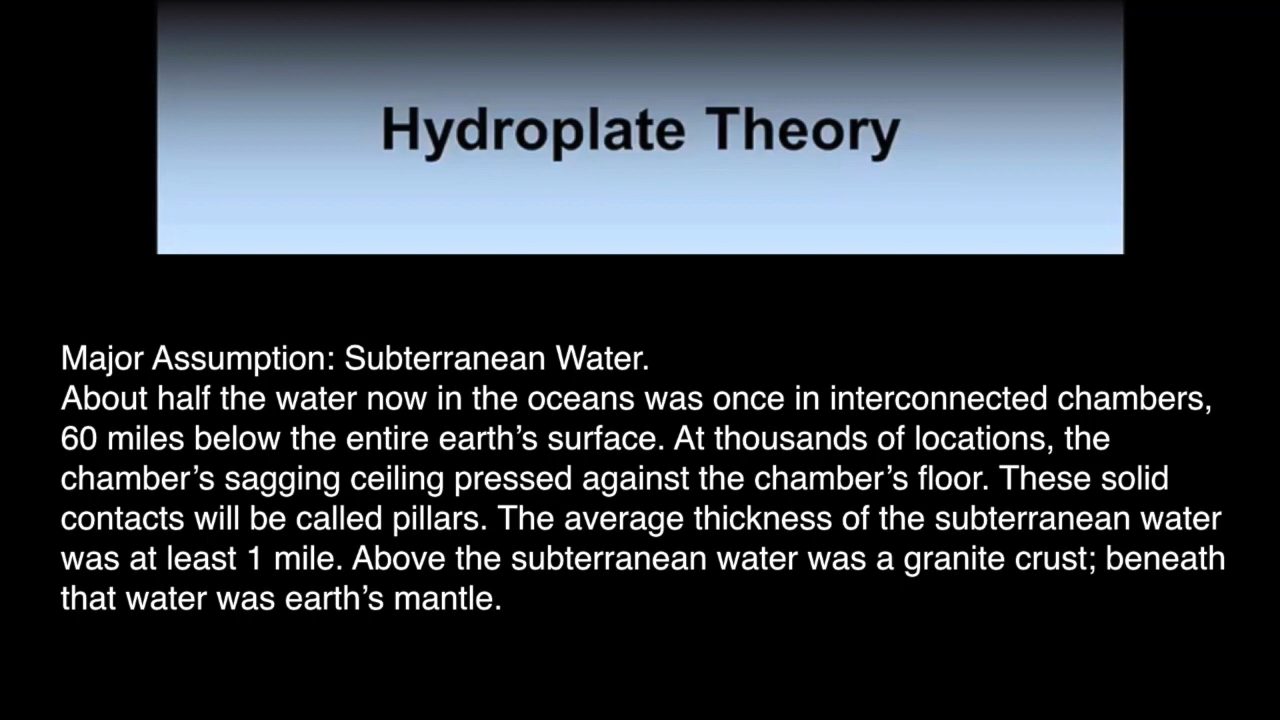 Hydroplate Theory
Major Assumption: Subterranean Water.
About half the water now in the oceans was once in interconnected chambers,
60 miles below the entire earth’s surface. At thousands of locations, the
chamber’s sagging ceiling pressed against the chamber’s floor. These solid
contacts will be called pillars. The average thickness of the subterranean water
was at least 1 mile. Above the subterranean water was a granite crust; beneath
that water was earth’s mantle.